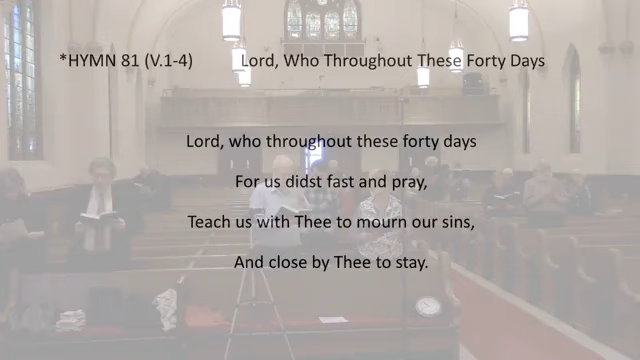 *HYMN 81 (V.1-4) Lord, Who Throughout These Forty Days
Lord, who throughout these forty days
For us didst fast and pray,
Teach us with Thee to mourn our sins,
And close by Thee to stay.